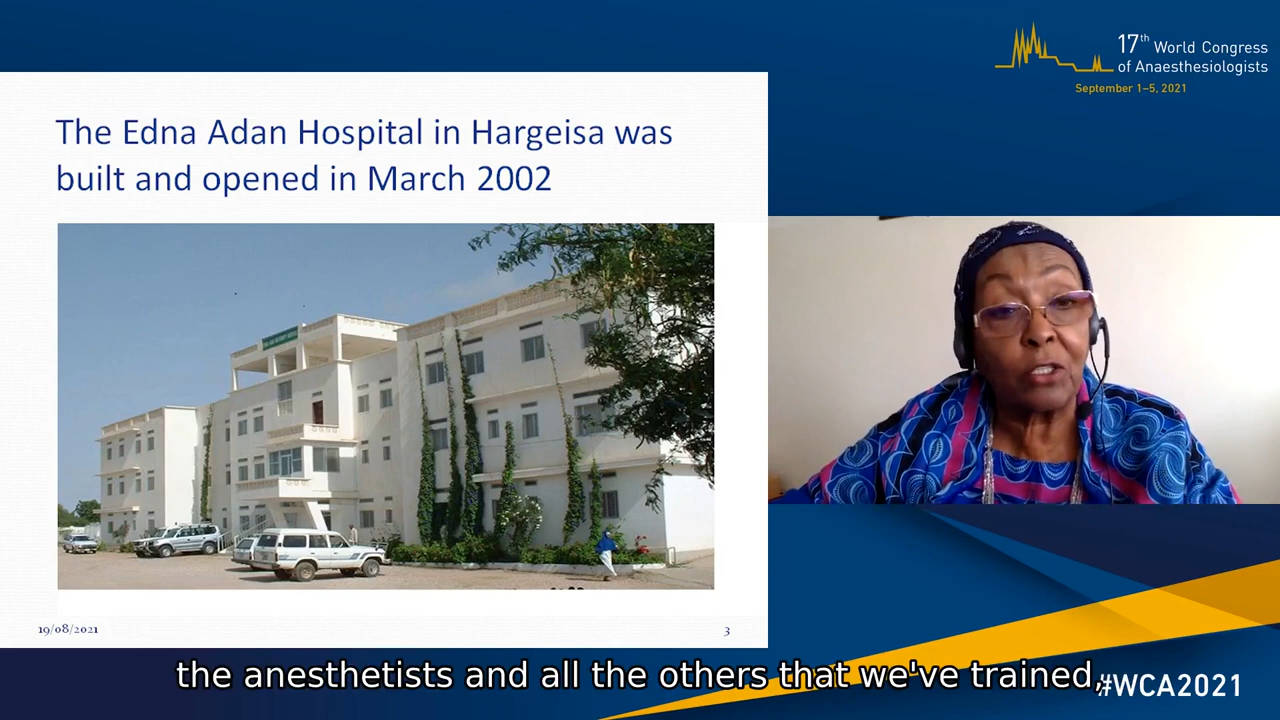 17th World Congress
of Anaesthesiologists
September 1–5, 2021
The Edna Adan Hospital in Hargeisa was
built and opened in March 2002
19/08/2021
3
the anesthetists and all the others that we've trained,
#WCA2021